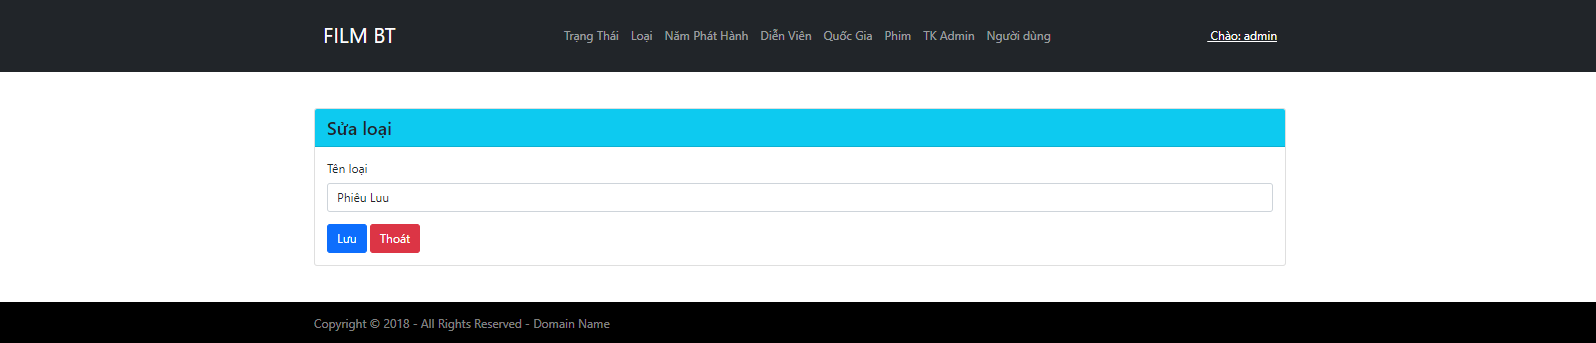 FILM BT
Trạng Thái Loại Năm Phát Hành Diễn Viên Quốc Gia Phim TK Admin Người dùng
Chào: admin
Sửa loại
Tên loại
Phiêu Luu
Lưu Thoát
Copyright © 2018 - All Rights Reserved - Domain Name